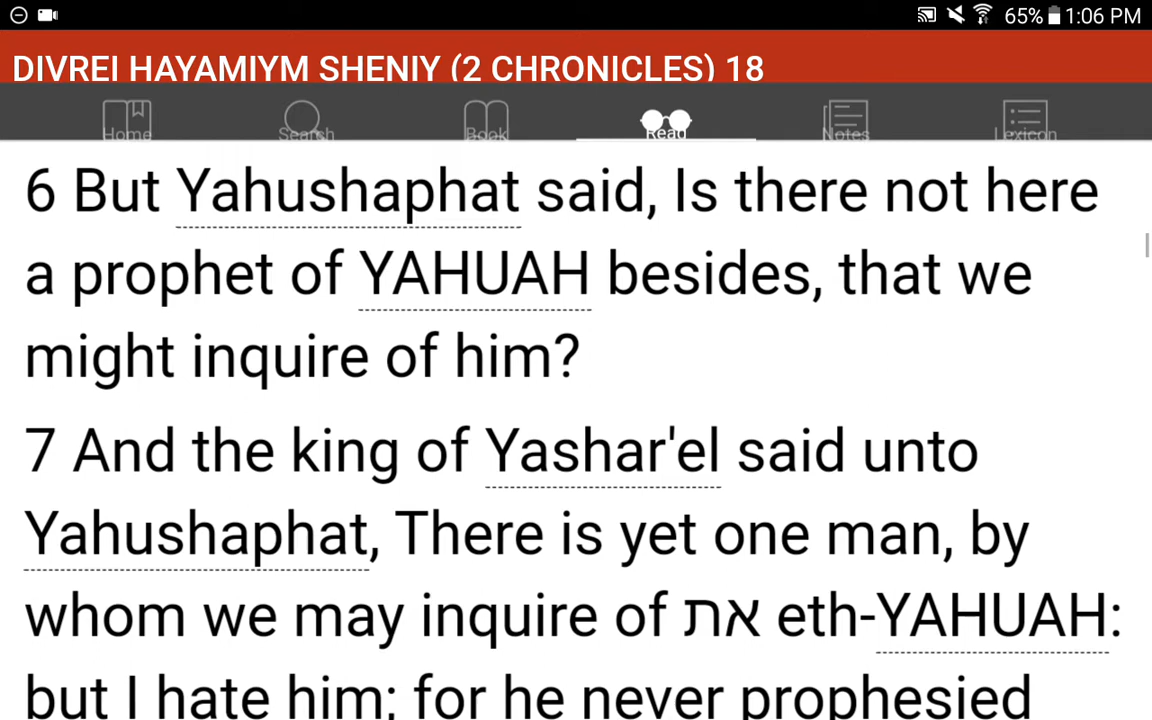 65% 1:06 PM
DIVREI HAYAMIYM SHENIY (2 CHRONICLES) 18
Home Search Book Read Notes Lexicon
6 But Yahushaphat said, Is there not here
a prophet of YAHUAH besides, that we
might inquire of him?
7 And the king of Yashar'el said unto
Yahushaphat, There is yet one man, by
whom we may inquire of את eth-YAHUAH:
but I hate him; for he never prophesied